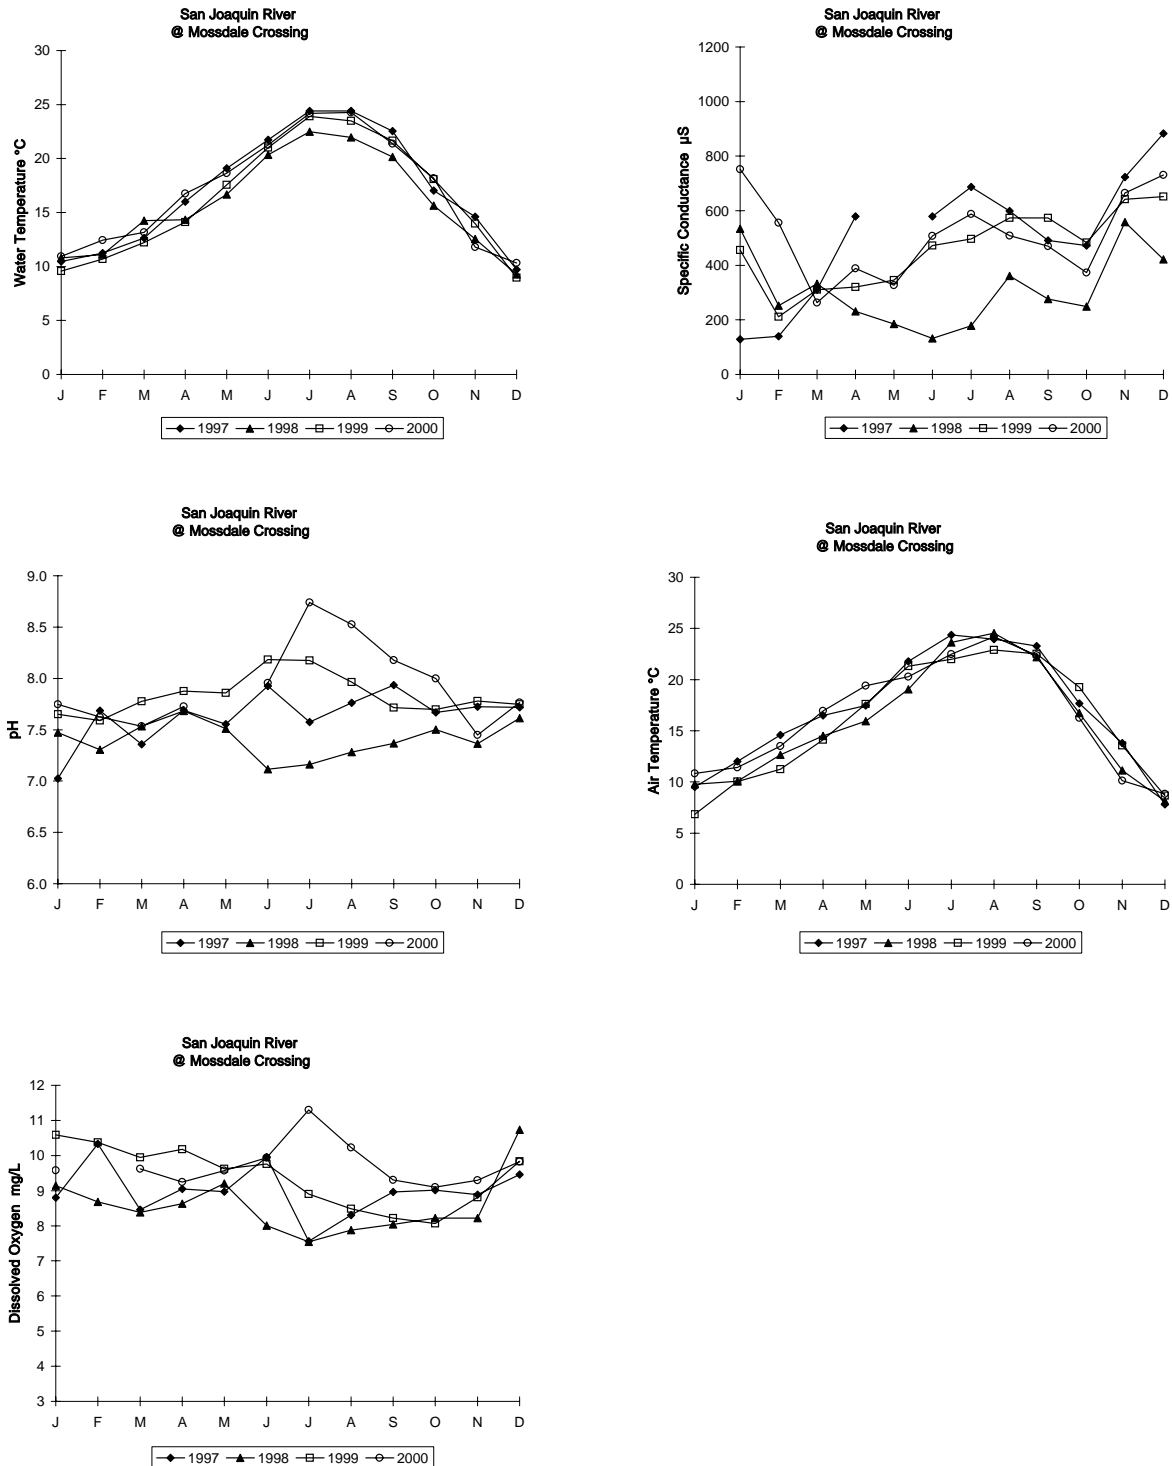 San Joaquin River
@ Mossdale Crossing
30
25
20
15
10
5
0
Water Temperature °C
J F M A M J J A S O N D
1997 1998 1999 2000
San Joaquin River
@ Mossdale Crossing
1200
1000
800
600
400
200
0
Specific Conductance µS
J F M A M J J A S O N D
1997 1998 1999 2000
San Joaquin River
@ Mossdale Crossing
9.0
8.5
8.0
7.5
7.0
6.5
6.0
pH
J F M A M J J A S O N D
1997 1998 1999 2000
San Joaquin River
@ Mossdale Crossing
30
25
20
15
10
5
0
Air Temperature °C
J F M A M J J A S O N D
1997 1998 1999 2000
San Joaquin River
@ Mossdale Crossing
12
11
10
9
8
7
6
5
4
3
Dissolved Oxygen mg/L
J F M A M J J A S O N D
1997 1998 1999 2000